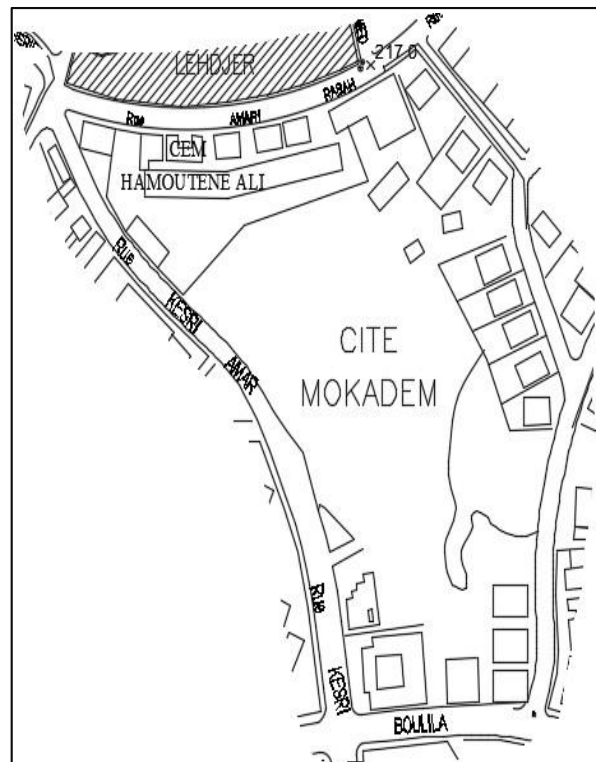 LEHDJER
217.0
Rue AMARI RABAH
CEM
HAMOUTENE ALI
Rue KESRI AMAR
CITE
MOKADEM
Rue KESRI
BOULILA